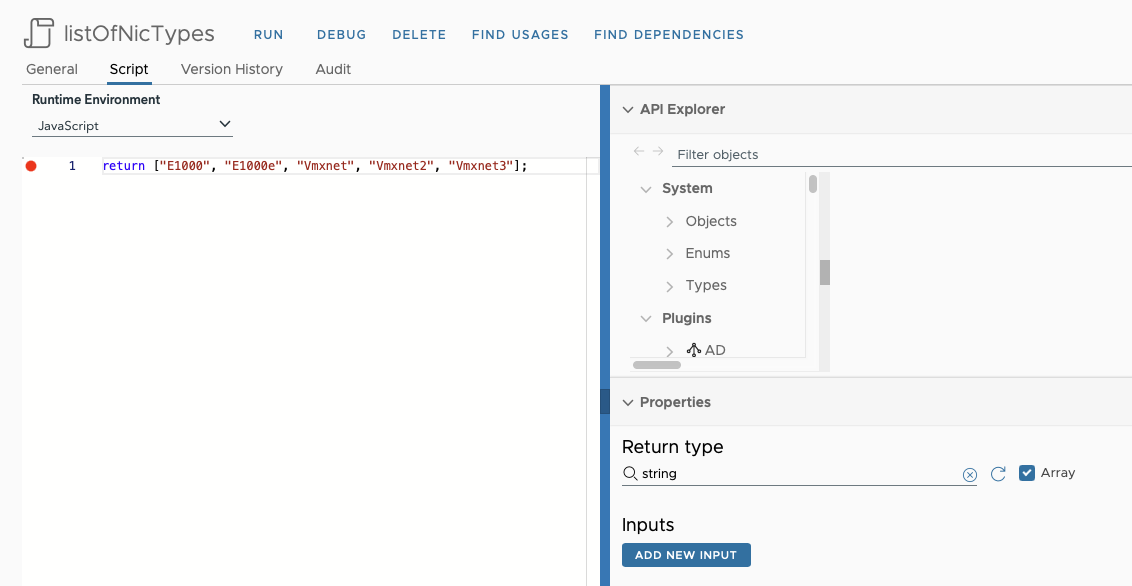 listOfNicTypes RUN DEBUG DELETE FIND USAGES FIND DEPENDENCIES
General Script Version History Audit
Runtime Environment
JavaScript
1 return ["E1000", "E1000e", "Vmxnet", "Vmxnet2", "Vmxnet3"];
API Explorer
Filter objects
System
Objects
Enums
Types
Plugins
AD
Properties
Return type
string Array
Inputs
ADD NEW INPUT